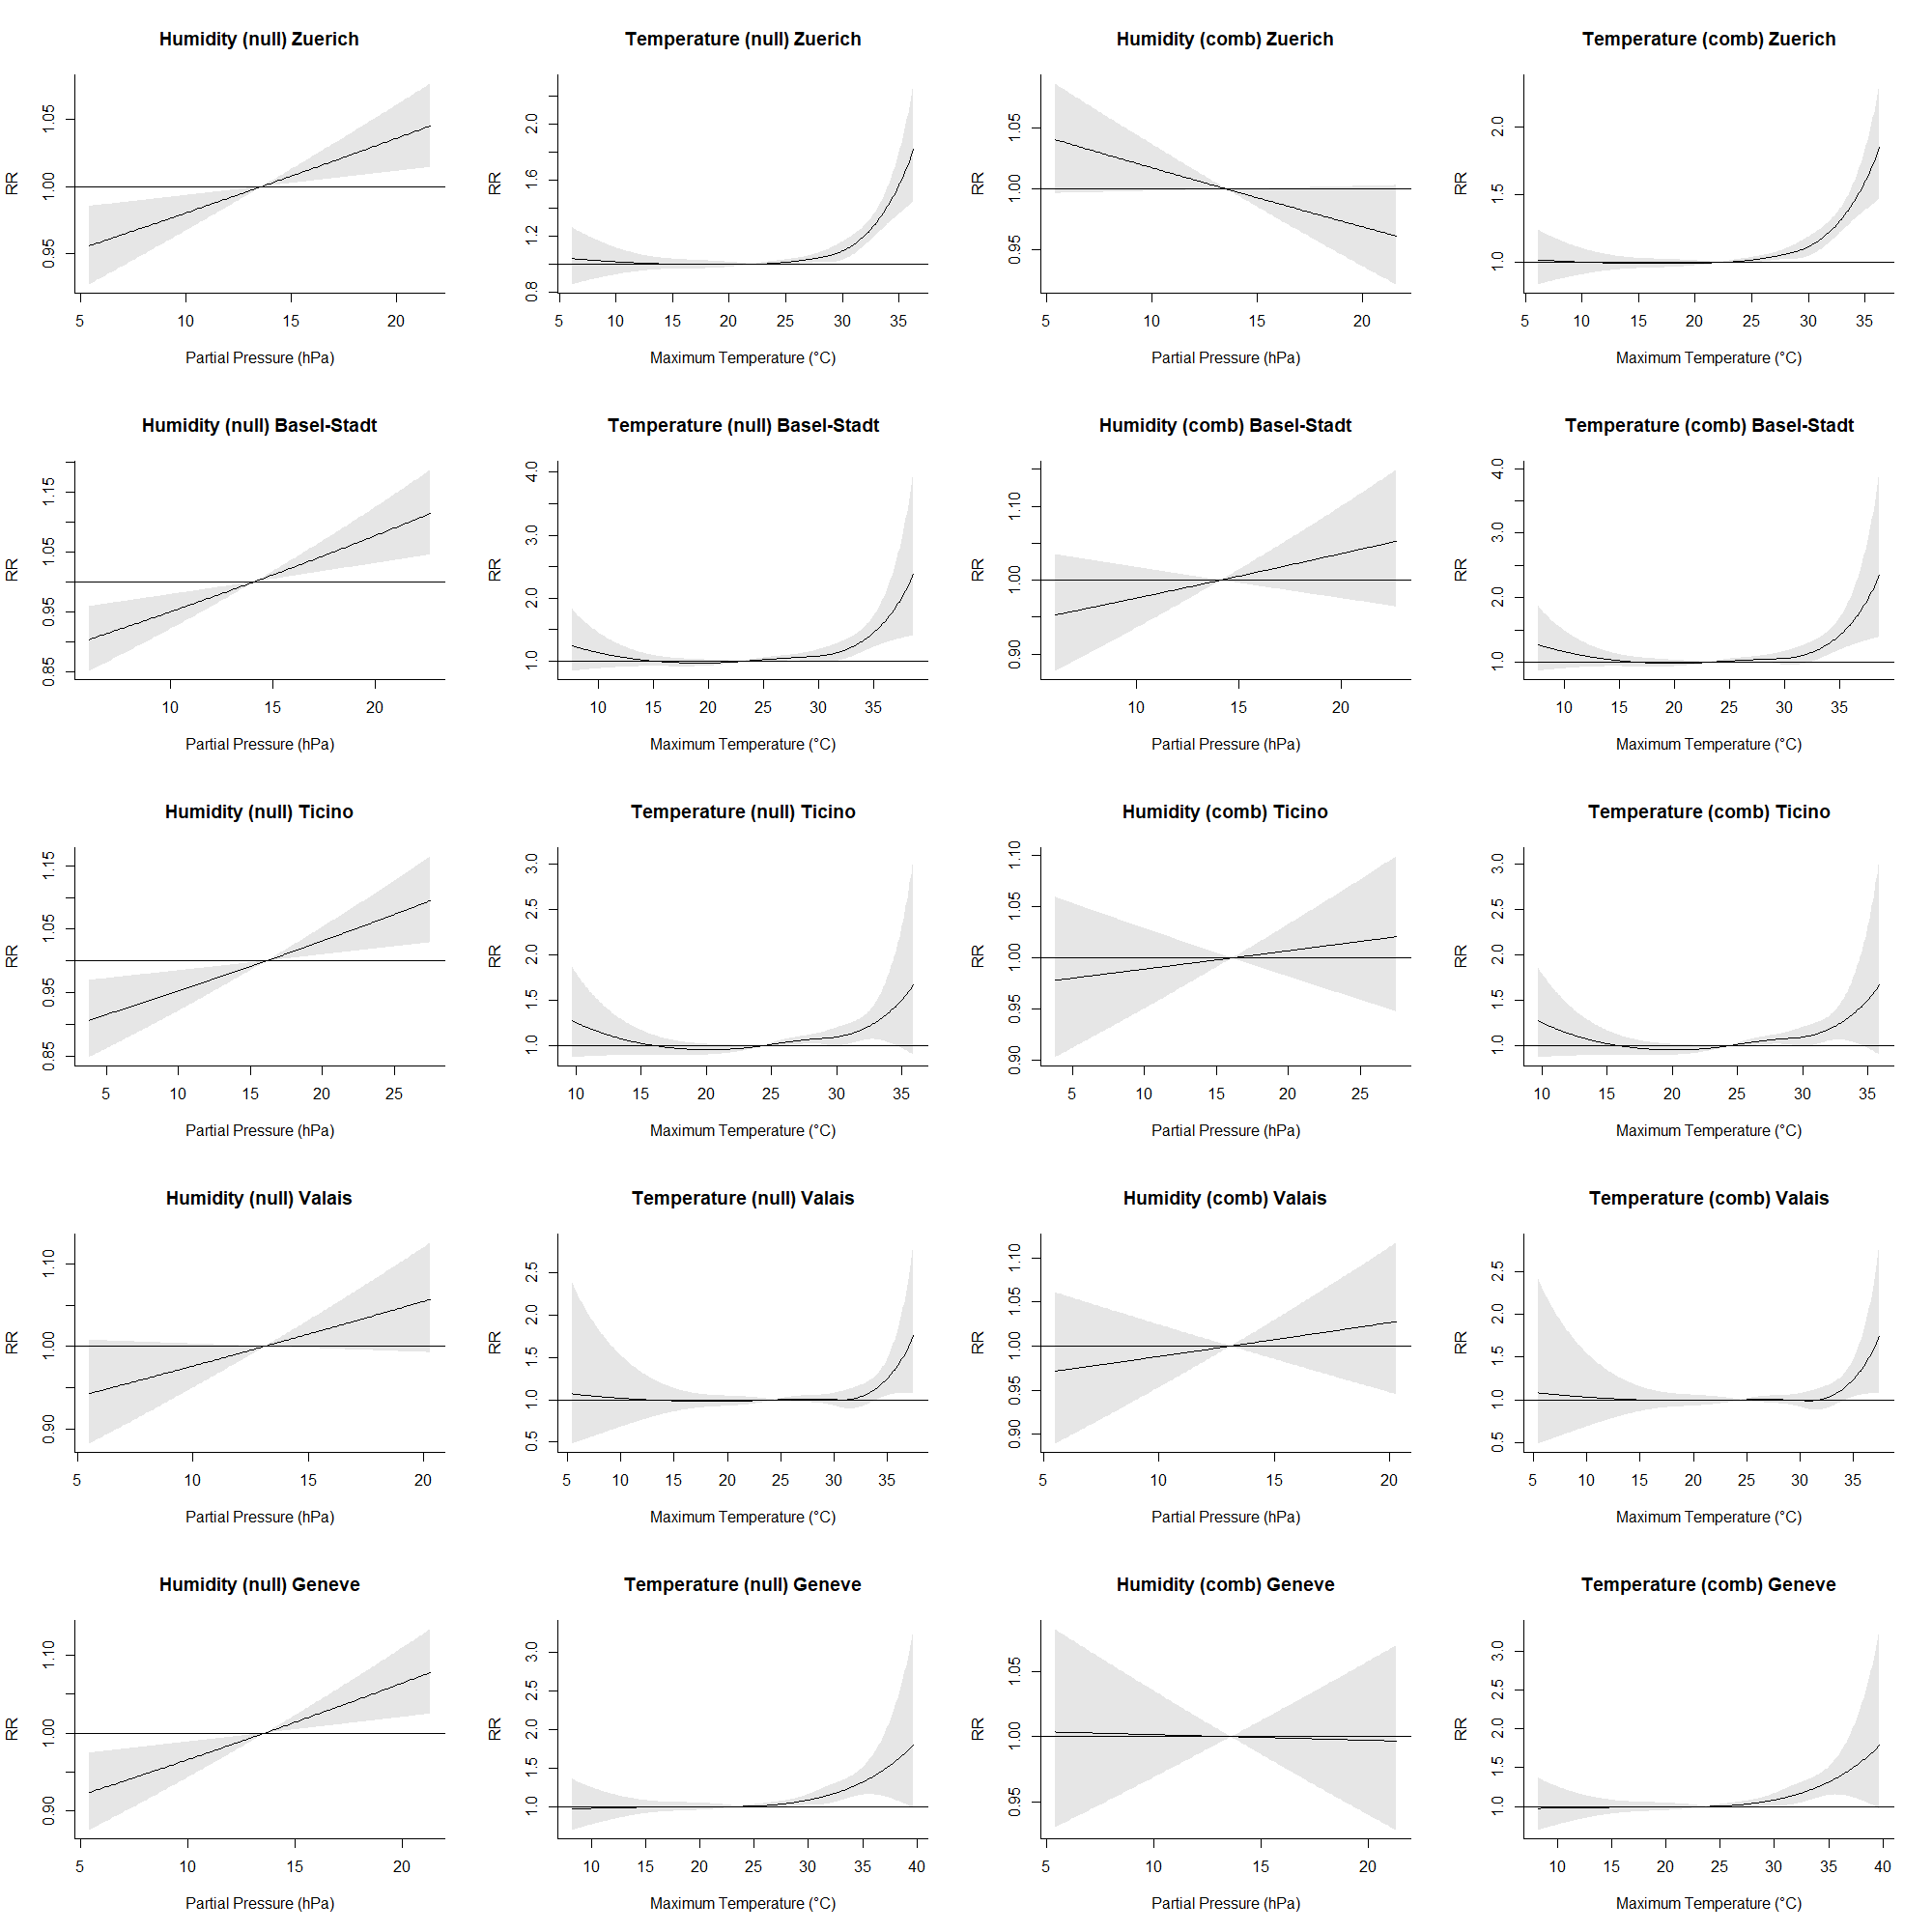 Humidity (null) Zuerich
RR
0.95 1.00 1.05
5 10 15 20
Partial Pressure (hPa)
Temperature (null) Zuerich
RR
0.8 1.2 1.6 2.0
5 10 15 20 25 30 35
Maximum Temperature (°C)
Humidity (comb) Zuerich
RR
0.95 1.00 1.05
5 10 15 20
Partial Pressure (hPa)
Temperature (comb) Zuerich
RR
1.0 1.5 2.0
5 10 15 20 25 30 35
Maximum Temperature (°C)
Humidity (null) Basel-Stadt
RR
0.85 0.95 1.05 1.15
10 15 20
Partial Pressure (hPa)
Temperature (null) Basel-Stadt
RR
1.0 2.0 3.0 4.0
10 15 20 25 30 35
Maximum Temperature (°C)
Humidity (comb) Basel-Stadt
RR
0.90 1.00 1.10
10 15 20
Partial Pressure (hPa)
Temperature (comb) Basel-Stadt
RR
1.0 2.0 3.0 4.0
10 15 20 25 30 35
Maximum Temperature (°C)
Humidity (null) Ticino
RR
0.85 0.95 1.05 1.15
5 10 15 20 25
Partial Pressure (hPa)
Temperature (null) Ticino
RR
1.0 1.5 2.0 2.5 3.0
10 15 20 25 30 35
Maximum Temperature (°C)
Humidity (comb) Ticino
RR
0.90 0.95 1.00 1.05 1.10
5 10 15 20 25
Partial Pressure (hPa)
Temperature (comb) Ticino
RR
1.0 1.5 2.0 2.5 3.0
10 15 20 25 30 35
Maximum Temperature (°C)
Humidity (null) Valais
RR
0.90 1.00 1.10
5 10 15 20
Partial Pressure (hPa)
Temperature (null) Valais
RR
0.5 1.0 1.5 2.0 2.5
5 10 15 20 25 30 35
Maximum Temperature (°C)
Humidity (comb) Valais
RR
0.90 0.95 1.00 1.05 1.10
5 10 15 20
Partial Pressure (hPa)
Temperature (comb) Valais
RR
0.5 1.0 1.5 2.0 2.5
5 10 15 20 25 30 35
Maximum Temperature (°C)
Humidity (null) Geneve
RR
0.90 1.00 1.10
5 10 15 20
Partial Pressure (hPa)
Temperature (null) Geneve
RR
1.0 1.5 2.0 2.5 3.0
10 15 20 25 30 35 40
Maximum Temperature (°C)
Humidity (comb) Geneve
RR
0.95 1.00 1.05
5 10 15 20
Partial Pressure (hPa)
Temperature (comb) Geneve
RR
1.0 1.5 2.0 2.5 3.0
10 15 20 25 30 35 40
Maximum Temperature (°C)